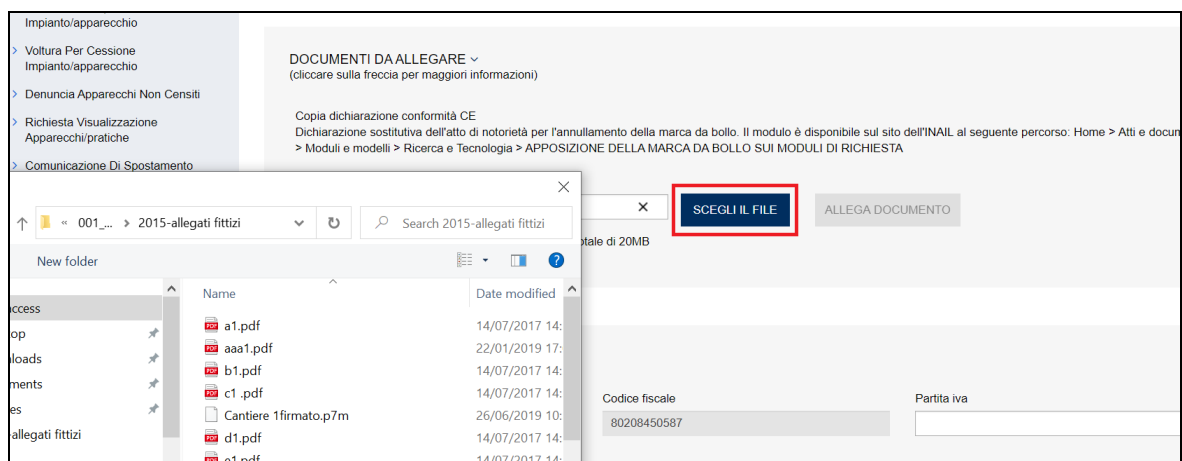 Impianto/apparecchio
Voltura Per Cessione
Impianto/apparecchio
Denuncia Apparecchi Non Censiti
Richiesta Visualizzazione
Apparecchi/pratiche
Comunicazione Di Spostamento
DOCUMENTI DA ALLEGARE
(cliccare sulla freccia per maggiori informazioni)
Copia dichiarazione conformità CE
Dichiarazione sostitutiva dell'atto di notorietà per l'annullamento della marca da bollo. Il modulo è disponibile sul sito dell'INAIL al seguente percorso: Home > Atti e docum
> Moduli e modelli > Ricerca e Tecnologia > APPOSIZIONE DELLA MARCA DA BOLLO SUI MODULI DI RICHIESTA
SCEGLI IL FILE
ALLEGA DOCUMENTO
otale di 20MB
« 001_... > 2015-allegati fittizi
Search 2015-allegati fittizi
New folder
Name Date modified
a1.pdf 14/07/2017 14:
aaa1.pdf 22/01/2019 17:
b1.pdf 14/07/2017 14:
c1 .pdf 14/07/2017 14:
Cantiere 1firmato.p7m 26/06/2019 10:
d1.pdf 14/07/2017 14:
e1.pdf 14/07/2017 14:
ccess
op
nloads
ments
es
-allegati fittizi
Codice fiscale
80208450587
Partita iva